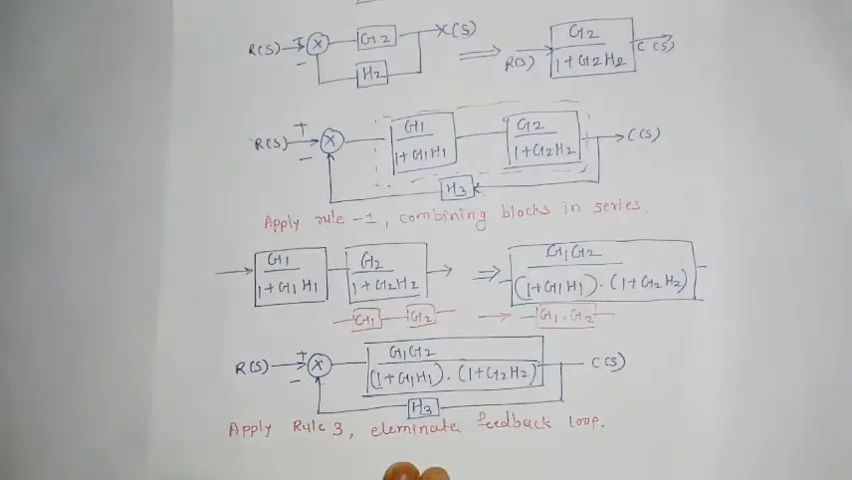 R(S) + X G2 X(S) ⟹ R(S) G2 / 1+G2H2 C(S)
- H2
R(S) + X G1 / 1+G1H1 G2 / 1+G2H2 C(S)
- H3
Apply rule -1, combining blocks in series.
G1 / 1+G1H1 G2 / 1+G2H2 ⟹ G1G2 / (1+G1H1).(1+G2H2)
G1 G2 → G1.G2
R(S) + X G1G2 / (1+G1H1).(1+G2H2) C(S)
- H3
Apply Rule 3, eleminate feedback loop.